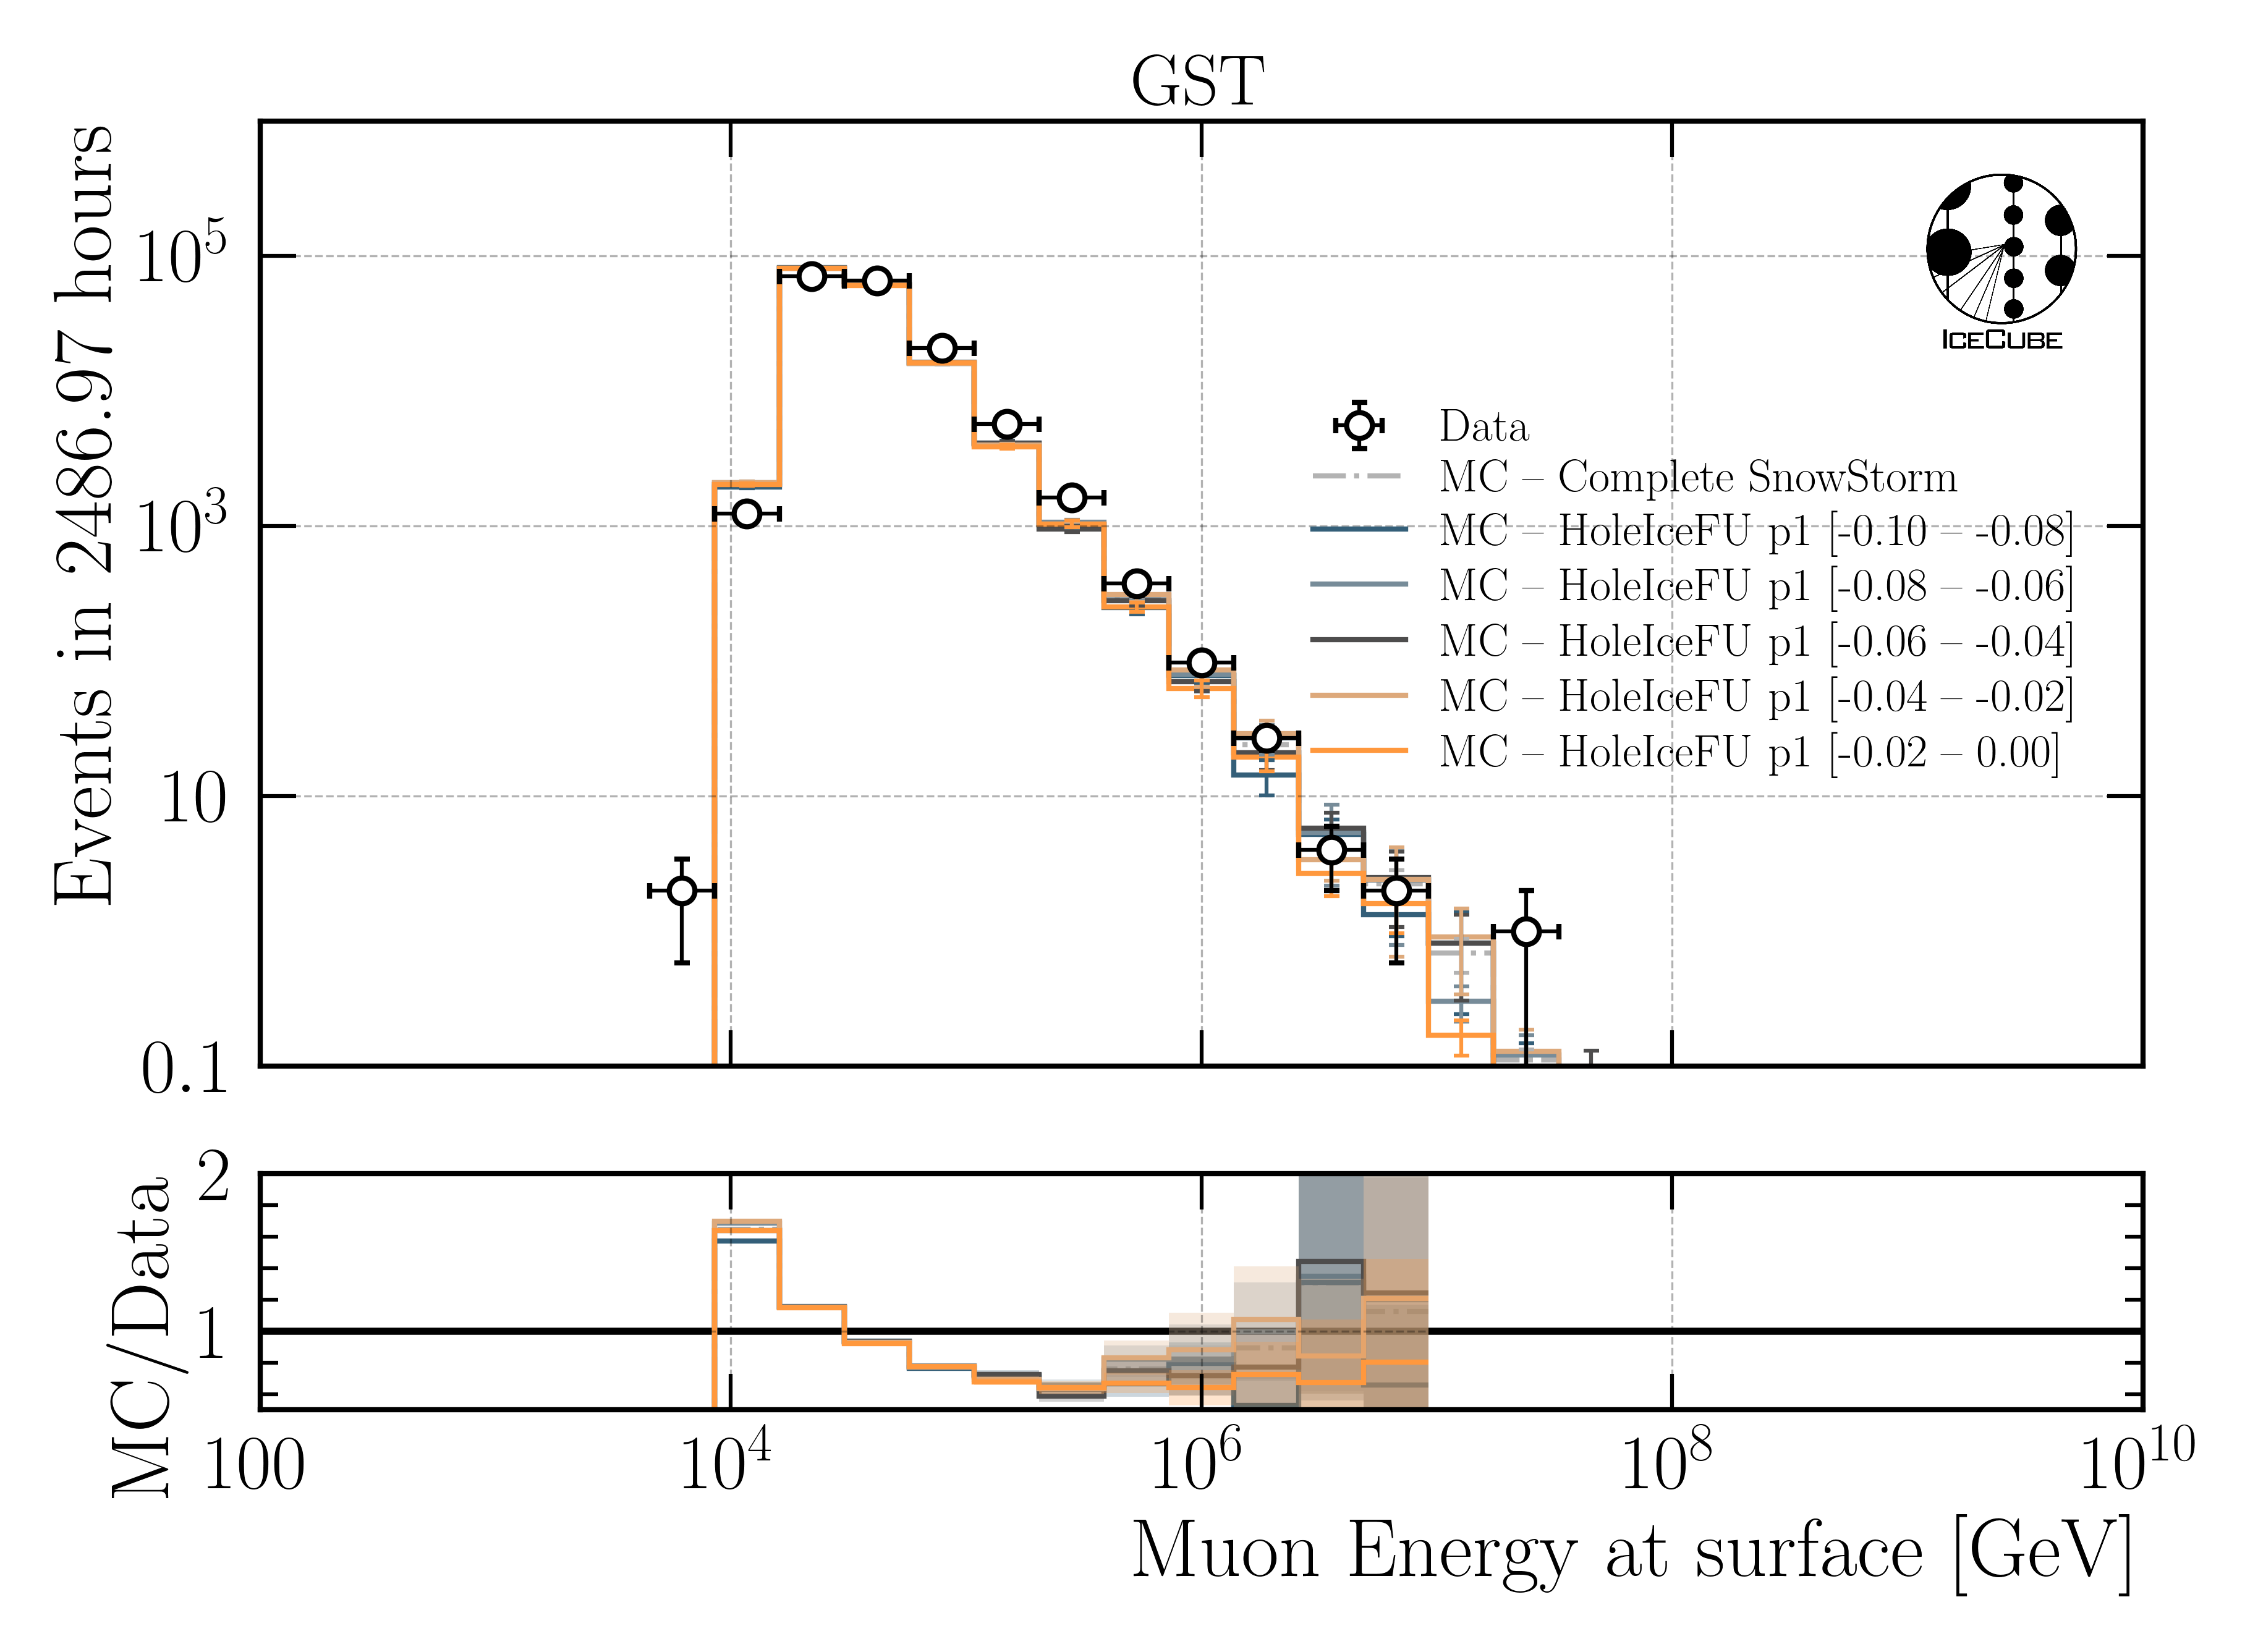 GST
Events in 2486.97 hours
10^5
10^3
10
0.1
ICECUBE
Data
MC – Complete SnowStorm
MC – HoleIceFU p1 [-0.10 – -0.08]
MC – HoleIceFU p1 [-0.08 – -0.06]
MC – HoleIceFU p1 [-0.06 – -0.04]
MC – HoleIceFU p1 [-0.04 – -0.02]
MC – HoleIceFU p1 [-0.02 – 0.00]
MC/Data
2
1
100 10^4 10^6 10^8 10^10
Muon Energy at surface [GeV]